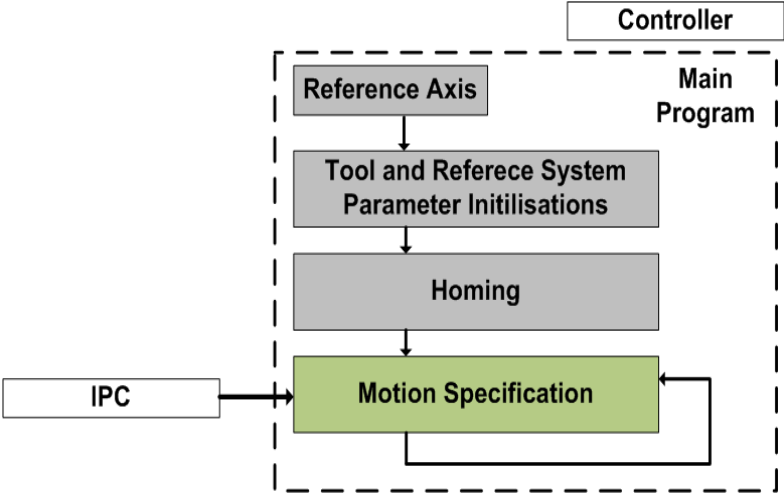 Controller
Main
Program
Reference Axis
Tool and Referece System
Parameter Initilisations
Homing
IPC
Motion Specification